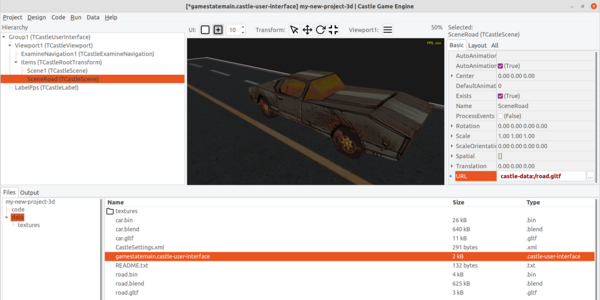 [*gamestatemain.castle-user-interface] my-new-project-3d | Castle Game Engine
Project Design Code Run Data Help
Hierarchy
Group1 (TCastleUserInterface)
Viewport1 (TCastleViewport)
ExamineNavigation1 (TCastleExamineNavigation)
Items (TCastleRootTransform)
Scene1 (TCastleScene)
SceneRoad (TCastleScene)
LabelFps (TCastleLabel)
UI: 10 Transform: Viewport1: 50%
Selected:
SceneRoad (TCastleScene)
Basic Layout All
AutoAnimation
AutoAnimation (True)
Center 0.00 0.00 0.00
DefaultAnimat 0
Exists (True)
Name SceneRoad
ProcessEvents (False)
Rotation 0.00 0.00 0.00 0.00
Scale 1.00 1.00 1.00
ScaleOrientatio 0.00 0.00 0.00 0.00
Spatial []
Translation 0.00 0.00 0.00
URL castle-data:/road.gltf ...
Files Output
my-new-project-3d
code
data
textures
Name Size Type
textures
car.bin 26 kB .bin
car.blend 640 kB .blend
car.gltf 11 kB .gltf
CastleSettings.xml 291 bytes .xml
gamestatemain.castle-user-interface 2 kB .castle-user-interface
README.txt 132 bytes .txt
road.bin 4 kB .bin
road.blend 625 kB .blend
road.gltf 3 kB .gltf